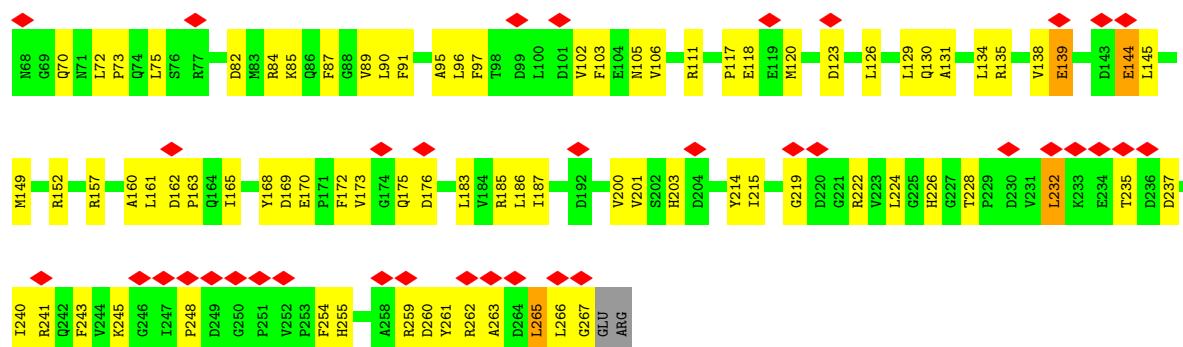 N68 G69 Q70 N71 L72 P73 Q74 L75 S76 R77 D82 M83 R84 K85 Q86 F87 G88 V89 L90 F91 A95 L96 F97 T98 D99 L100 D101 V102 F103 E104 N105 V106 R111 P117 E118 E119 M120 D123 L126 L129 Q130 A131 L134 R135 V138 E139 D143 E144 L145
M149 R152 R157 A160 L161 D162 P163 Q164 I165 Y168 D169 E170 P171 F172 V173 G174 Q175 D176 L183 V184 R185 L186 I187 D192 V200 V201 S202 H203 D204 Y214 I215 G219 D220 G221 R222 V223 L224 G225 H226 G227 T228 P229 D230 V231 L232 K233 E234 T235 D236 D237
I240 R241 Q242 F243 V244 K245 G246 I247 P248 D249 G250 P251 V252 P253 F254 H255 A258 R259 D260 Y261 R262 A263 D264 L265 L266 G267 GLU ARG